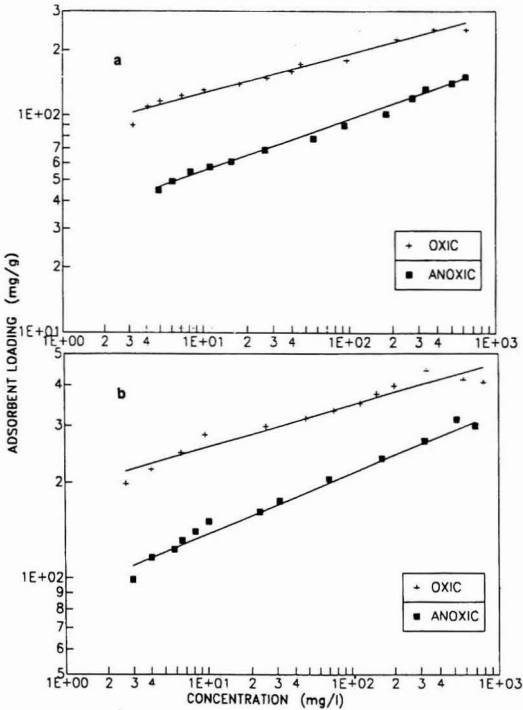 3
2
a
1E+02
8
7
6
5
4
3
2
1E+01
+ OXIC
■ ANOXIC
1E+00 3 4 1E+01 2 3 4 1E+02 2 3 4 1E+03
ADSORBENT LOADING (mg/g)
5
4
3
2
b
1E+02
9
8
7
6
5
+ OXIC
■ ANOXIC
1E+00 2 3 4 1E+01 2 3 4 1E+02 2 3 4 1E+03
CONCENTRATION (mg/l)